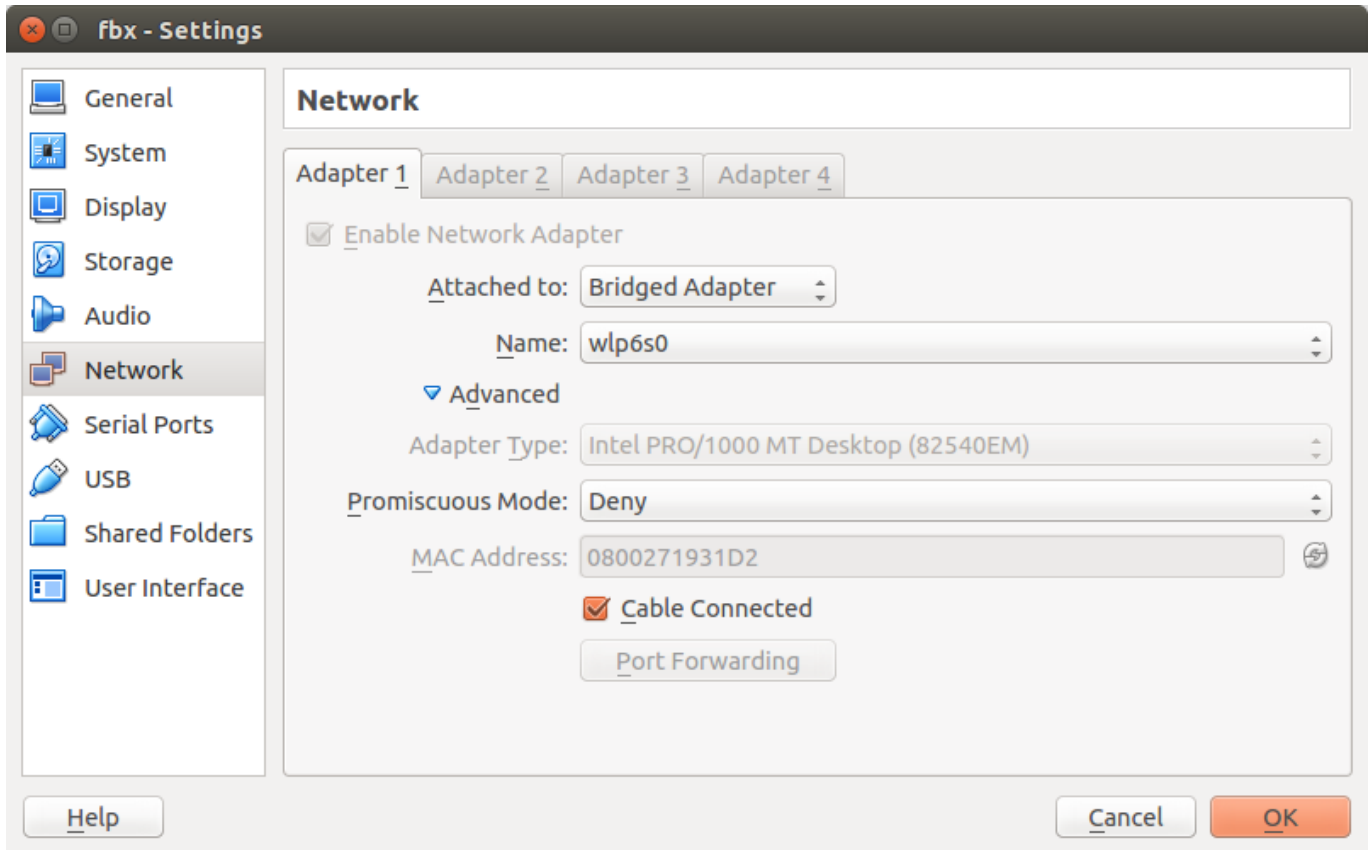 fbx - Settings
General
System
Display
Storage
Audio
Network
Serial Ports
USB
Shared Folders
User Interface
Network
Adapter 1 Adapter 2 Adapter 3 Adapter 4
Enable Network Adapter
Attached to: Bridged Adapter
Name: wlp6s0
Advanced
Adapter Type: Intel PRO/1000 MT Desktop (82540EM)
Promiscuous Mode: Deny
MAC Address: 0800271931D2
Cable Connected
Port Forwarding
Help Cancel OK